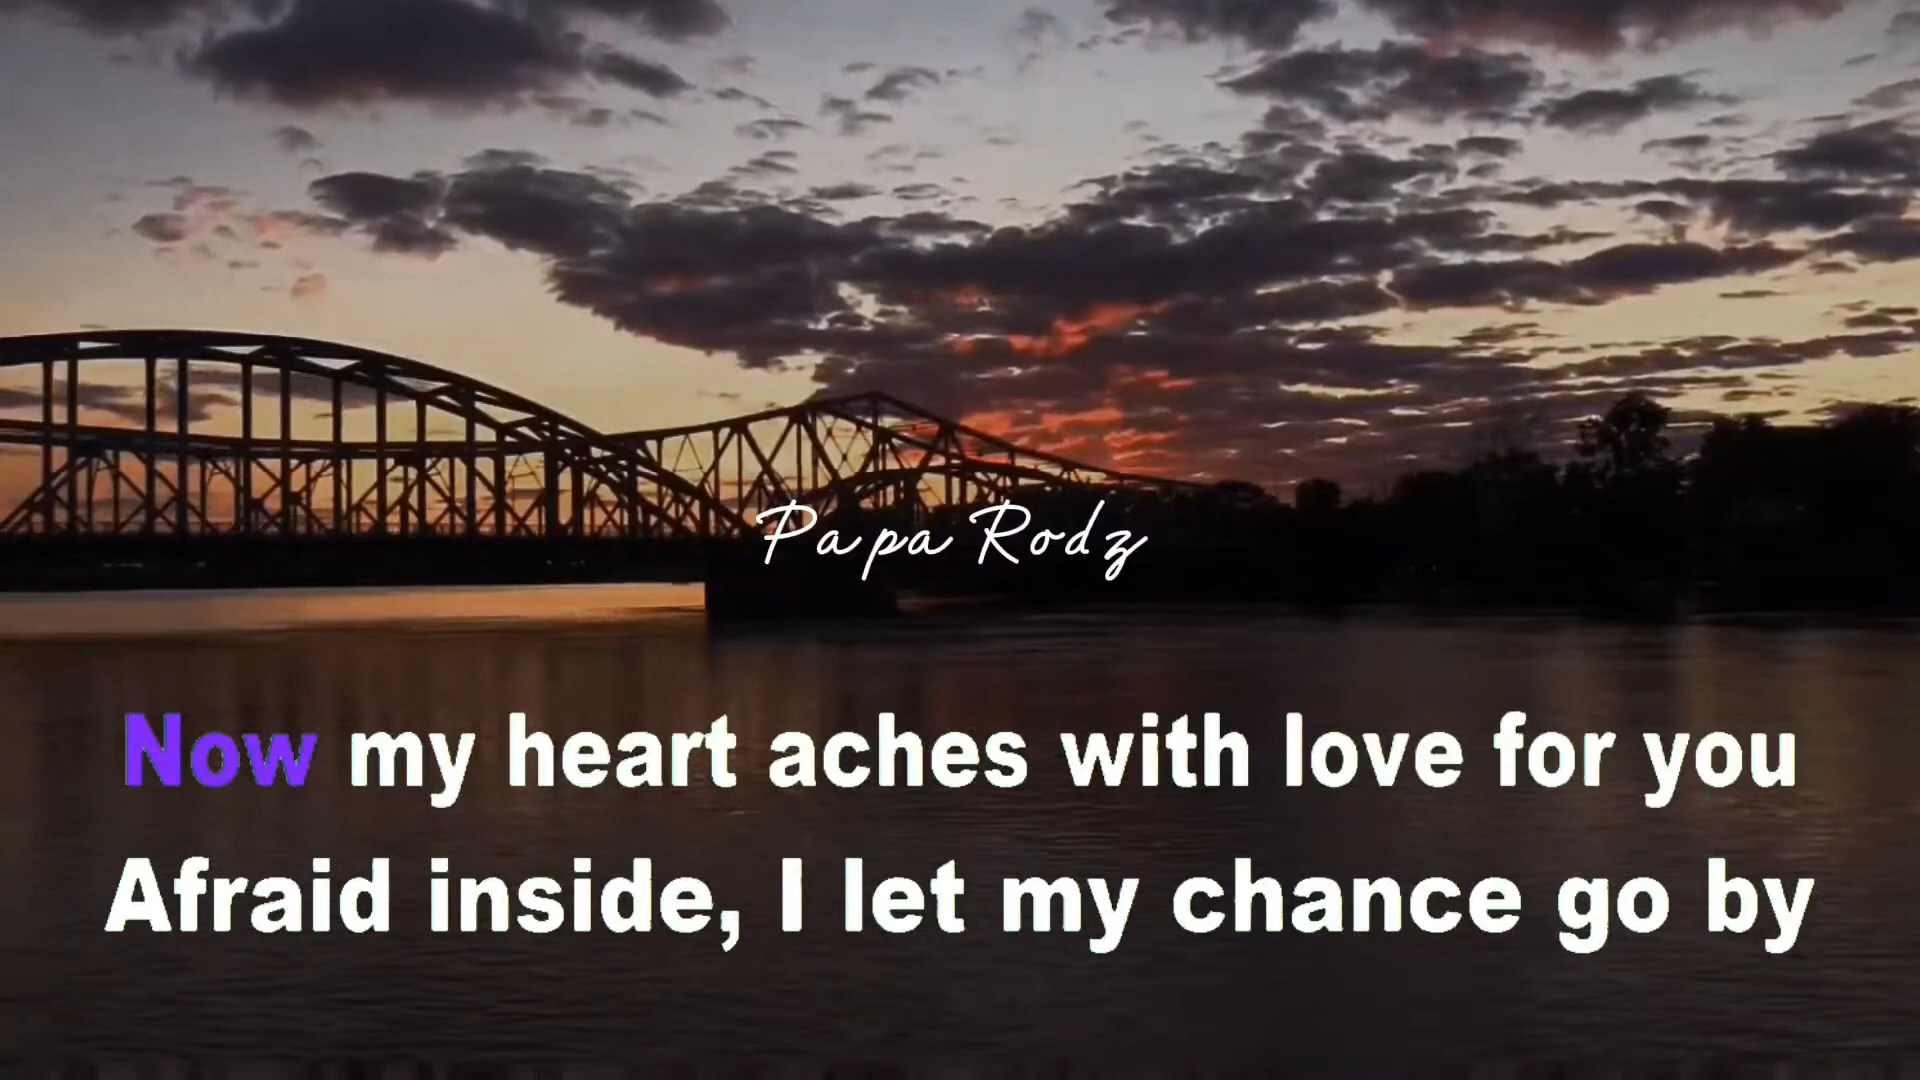 Papa Rodz
Now my heart aches with love for you
Afraid inside, I let my chance go by